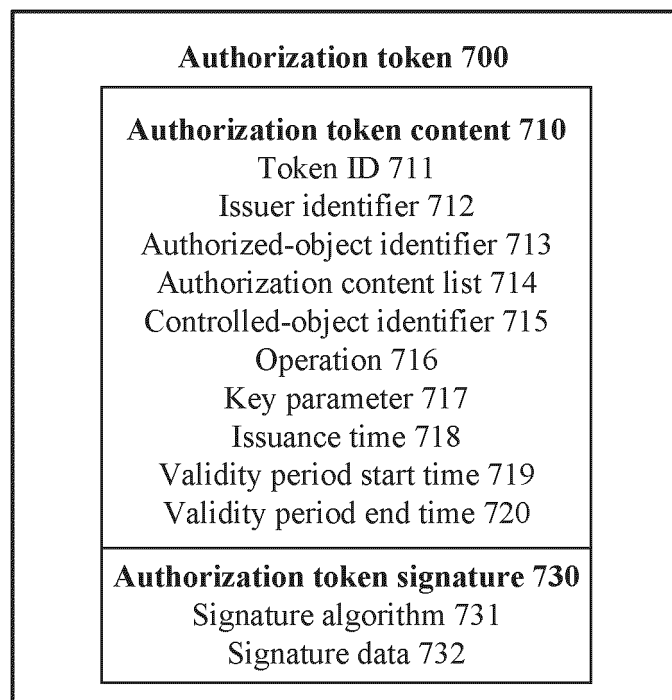 Authorization token 700
Authorization token content 710
Token ID 711
Issuer identifier 712
Authorized-object identifier 713
Authorization content list 714
Controlled-object identifier 715
Operation 716
Key parameter 717
Issuance time 718
Validity period start time 719
Validity period end time 720
Authorization token signature 730
Signature algorithm 731
Signature data 732